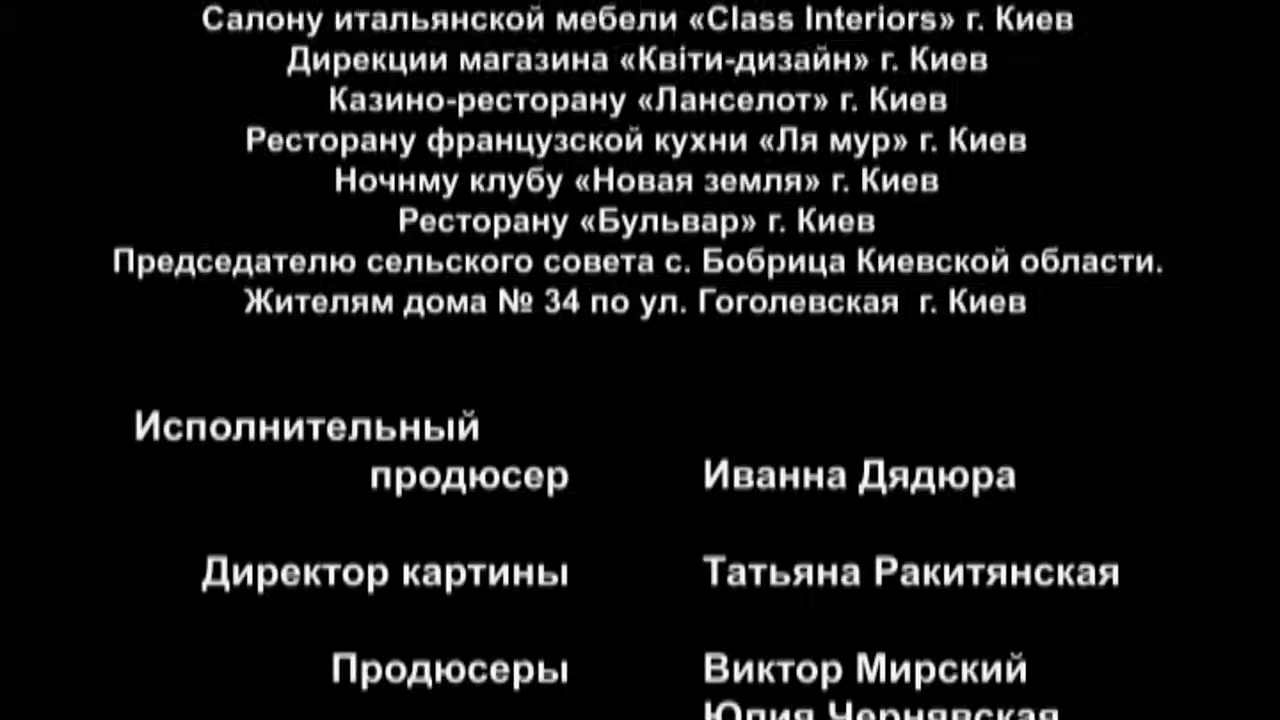 Салону итальянской мебели «Class Interiors» г. Киев
Дирекции магазина «Квіти-дизайн» г. Киев
Казино-ресторану «Ланселот» г. Киев
Ресторану французской кухни «Ля мур» г. Киев
Ночнму клубу «Новая земля» г. Киев
Ресторану «Бульвар» г. Киев
Председателю сельского совета с. Бобрица Киевской области.
Жителям дома № 34 по ул. Гоголевская г. Киев
Исполнительный
продюсер Иванна Дядюра
Директор картины Татьяна Ракитянская
Продюсеры Виктор Мирский
Юлия Чернявская